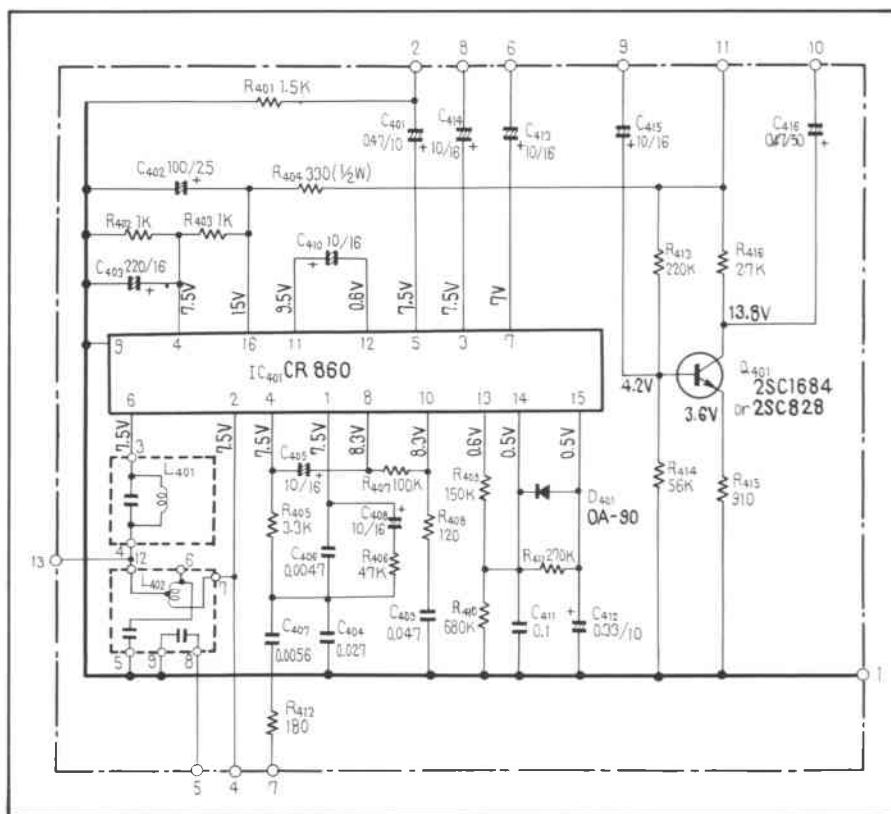 2 8 6 9 11 10
R401 1.5K
C401 0.47/10 +
C414 10/16 +
C413 10/16 +
C415 10/16 +
C416 0.47/50 +
C402 100/25 +
R404 330(½W)
R402 1K
R403 1K
C410 10/16 +
C403 220/16 +
R413 220K
R416 2.7K
7.5V 15V 9.5V 0.6V 7.5V 7.5V 7V
13.8V
9 4 16 11 12 5 3 7
IC401 CR 860
4.2V
3.6V
Q401
2SC1684
or 2SC828
6 2 4 1 8 10 13 14 15
7.5V 7.5V 7.5V 7.5V 8.3V 8.3V 0.6V 0.5V 0.5V
3
L401
4
C405 10/16
R407 100K
R409 150K
D401
OA-90
R414 56K
R415 910
R405 3.3K
C408 10/16 +
R408 120
C406 0.0047
R406 47K
R411 270K
13
12 6
L402
7
5 9 8
C407 0.0056
C404 0.027
C409 0.047
R410 680K
C411 0.1
C412 0.33/10 +
1
R412 180
5 4 7